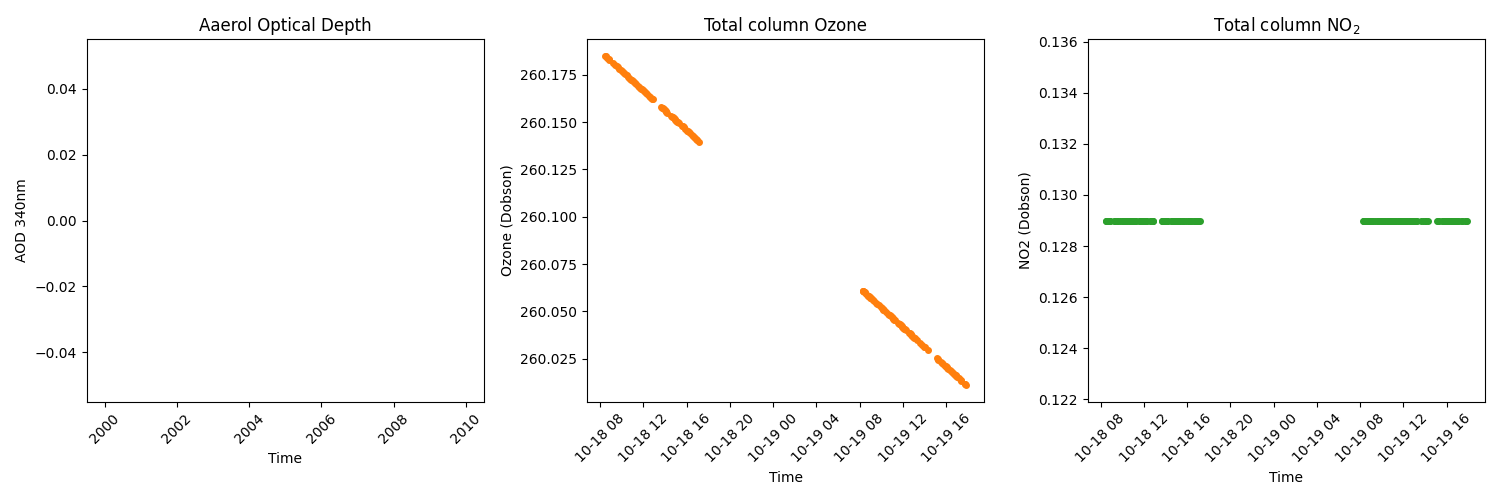 Aaerol Optical Depth
AOD 340nm
0.04
0.02
0.00
−0.02
−0.04
2000 2002 2004 2006 2008 2010
Time
Total column Ozone
Ozone (Dobson)
260.175
260.150
260.125
260.100
260.075
260.050
260.025
10-18 08 10-18 12 10-18 16 10-18 20 10-19 00 10-19 04 10-19 08 10-19 12 10-19 16
Time
Total column NO₂
NO2 (Dobson)
0.136
0.134
0.132
0.130
0.128
0.126
0.124
0.122
10-18 08 10-18 12 10-18 16 10-18 20 10-19 00 10-19 04 10-19 08 10-19 12 10-19 16
Time